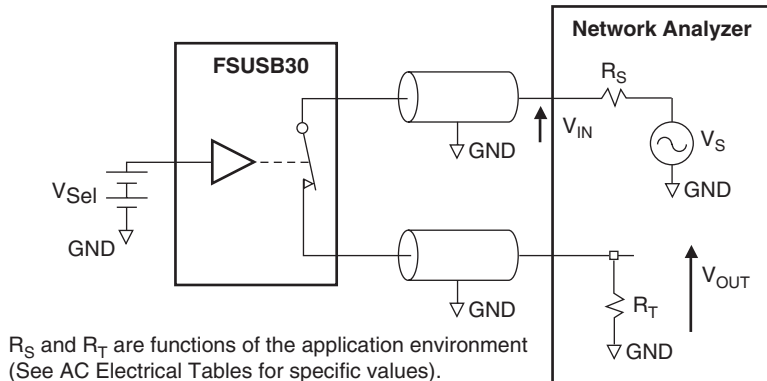 Network Analyzer
FSUSB30
R_S
V_IN
V_S
GND
GND
V_Sel
GND
V_OUT
GND
R_T
GND
R_S and R_T are functions of the application environment
(See AC Electrical Tables for specific values).